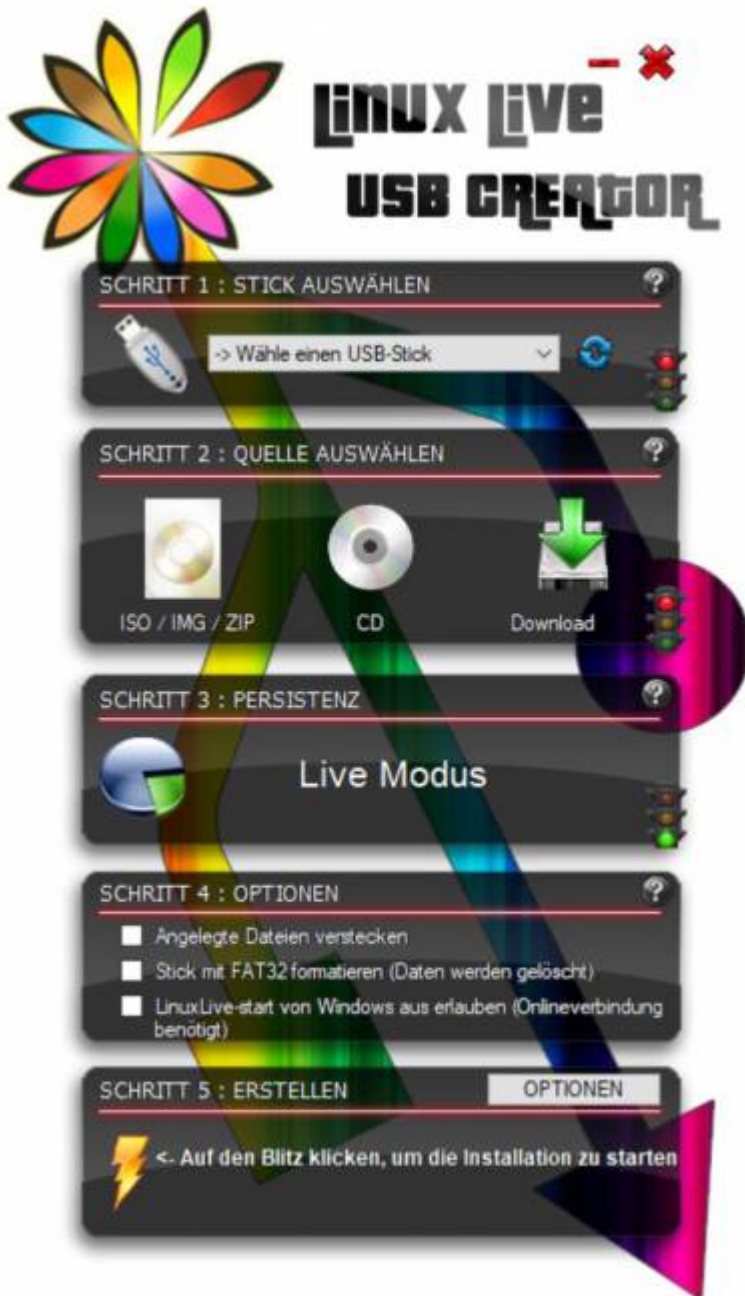 Linux Live
USB CREATOR
SCHRITT 1 : STICK AUSWÄHLEN
?
-> Wähle einen USB-Stick
SCHRITT 2 : QUELLE AUSWÄHLEN
?
ISO / IMG / ZIP
CD
Download
SCHRITT 3 : PERSISTENZ
?
Live Modus
SCHRITT 4 : OPTIONEN
?
Angelegte Dateien verstecken
Stick mit FAT32 formatieren (Daten werden gelöscht)
LinuxLive-start von Windows aus erlauben (Onlineverbindung
benötigt)
SCHRITT 5 : ERSTELLEN
OPTIONEN
<- Auf den Blitz klicken, um die Installation zu starten